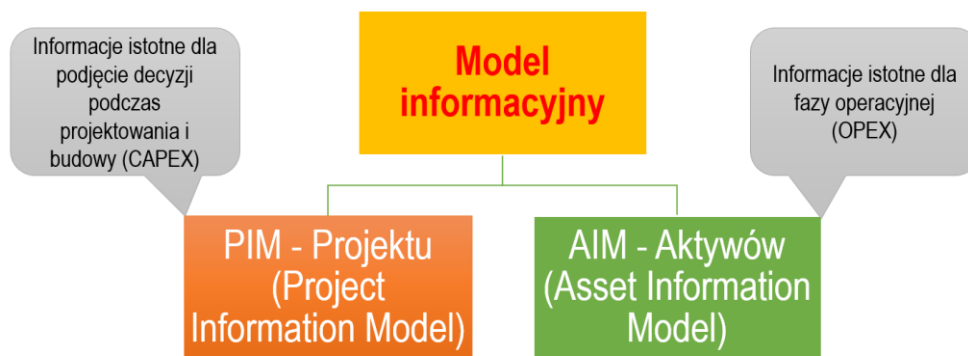 Informacje istotne dla
podjęcie decyzji
podczas
projektowania i
budowy (CAPEX)
Model
informacyjny
Informacje istotne dla
fazy operacyjnej
(OPEX)
PIM - Projektu
(Project
Information Model)
AIM - Aktywów
(Asset Information
Model)